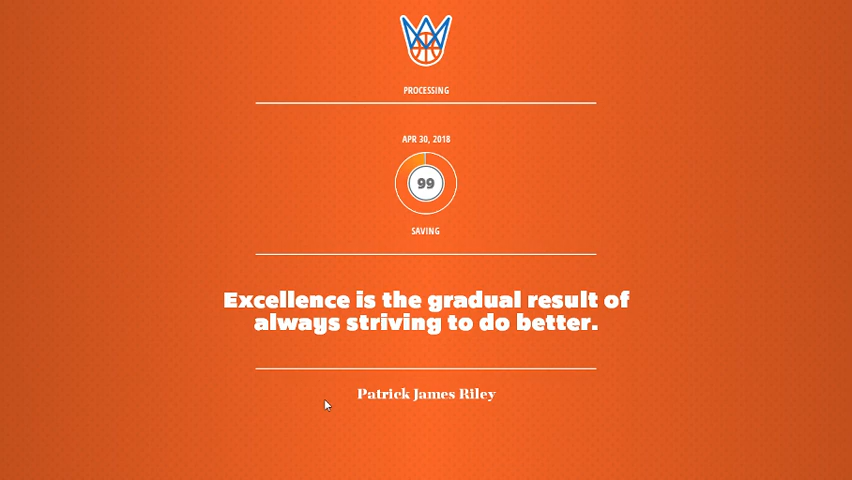 PROCESSING
APR 30, 2018
99
SAVING
Excellence is the gradual result of
always striving to do better.
Patrick James Riley